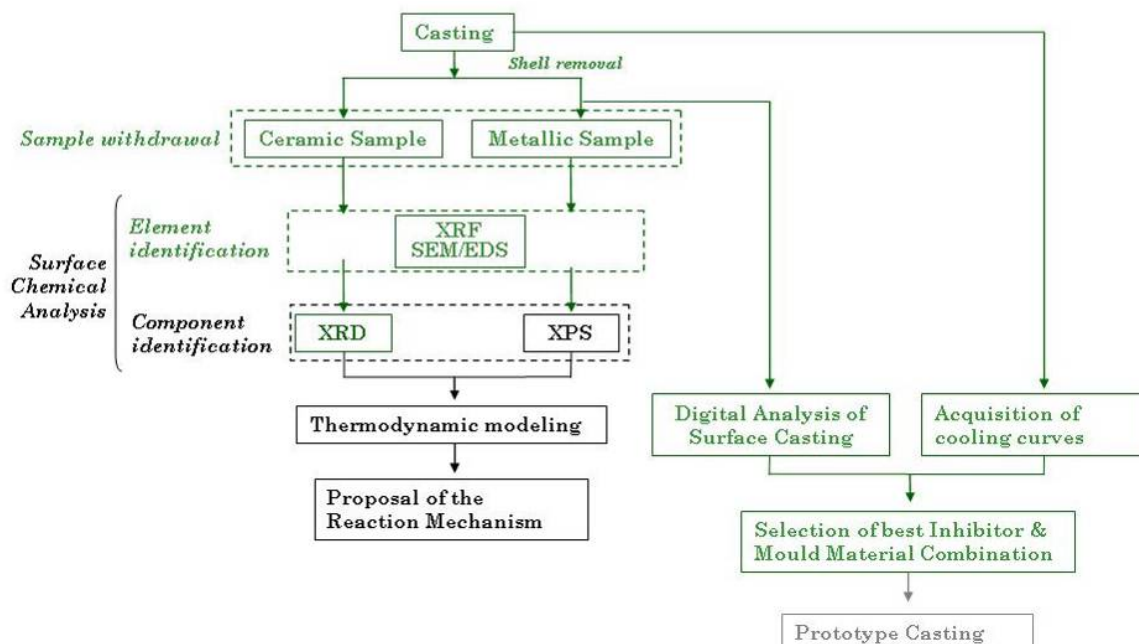 Casting
Shell removal
Sample withdrawal
Ceramic Sample
Metallic Sample
Element
identification
XRF
SEM/EDS
Surface
Chemical
Analysis
Component
identification
XRD
XPS
Thermodynamic modeling
Proposal of the
Reaction Mechanism
Digital Analysis of
Surface Casting
Acquisition of
cooling curves
Selection of best Inhibitor &
Mould Material Combination
Prototype Casting